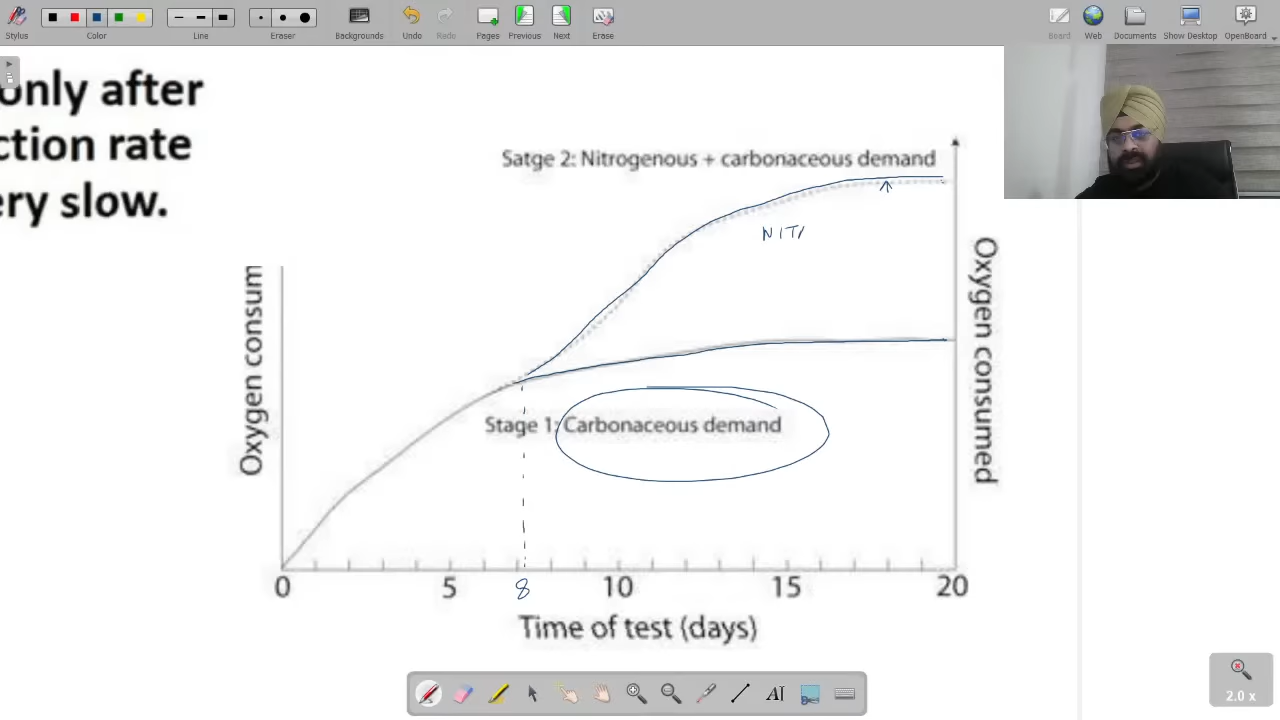 Stylus
Color
Line
Eraser
Backgrounds
Undo
Redo
Pages
Previous
Next
Erase
Board
Web
Documents
Show Desktop
OpenBoard
only after
ction rate
ery slow.
Satge 2: Nitrogenous + carbonaceous demand
NIT
Stage 1: Carbonaceous demand
Oxygen consum
Oxygen consumed
0
5
8
10
15
20
Time of test (days)
2.0 x